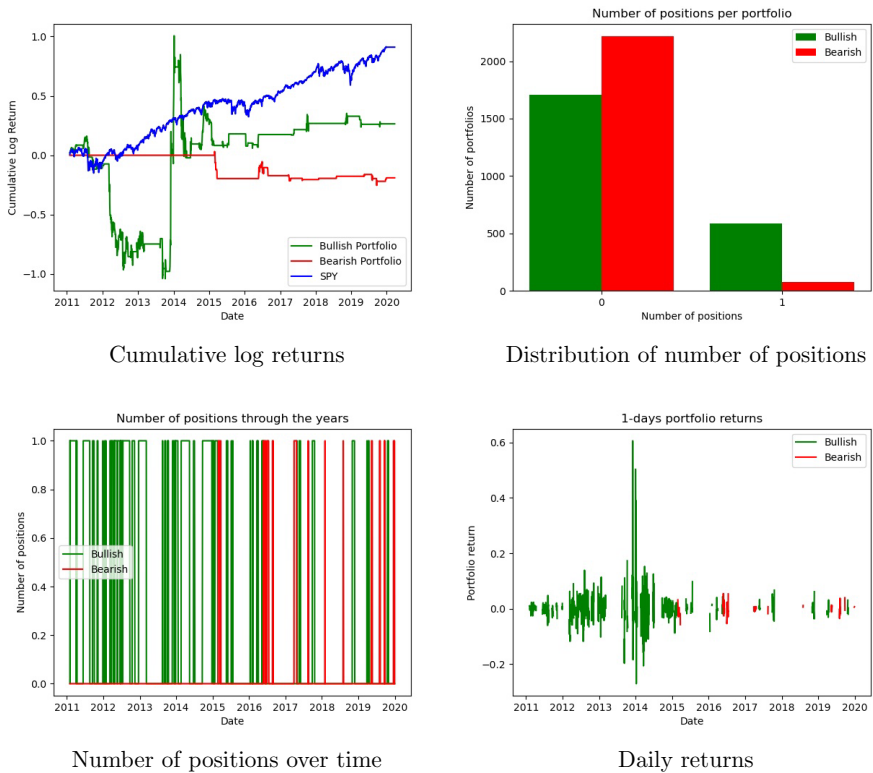 Cumulative Log Return
1.0
0.5
0.0
−0.5
−1.0
2011 2012 2013 2014 2015 2016 2017 2018 2019 2020
Date
Bullish Portfolio
Bearish Portfolio
SPY
Cumulative log returns
Number of positions per portfolio
Number of portfolios
2000
1500
1000
500
0
0 1
Number of positions
Bullish
Bearish
Distribution of number of positions
Number of positions through the years
Number of positions
1.0
0.8
0.6
0.4
0.2
0.0
2011 2012 2013 2014 2015 2016 2017 2018 2019 2020
Date
Bullish
Bearish
Number of positions over time
1-days portfolio returns
Portfolio return
0.6
0.4
0.2
0.0
−0.2
2011 2012 2013 2014 2015 2016 2017 2018 2019 2020
Date
Bullish
Bearish
Daily returns